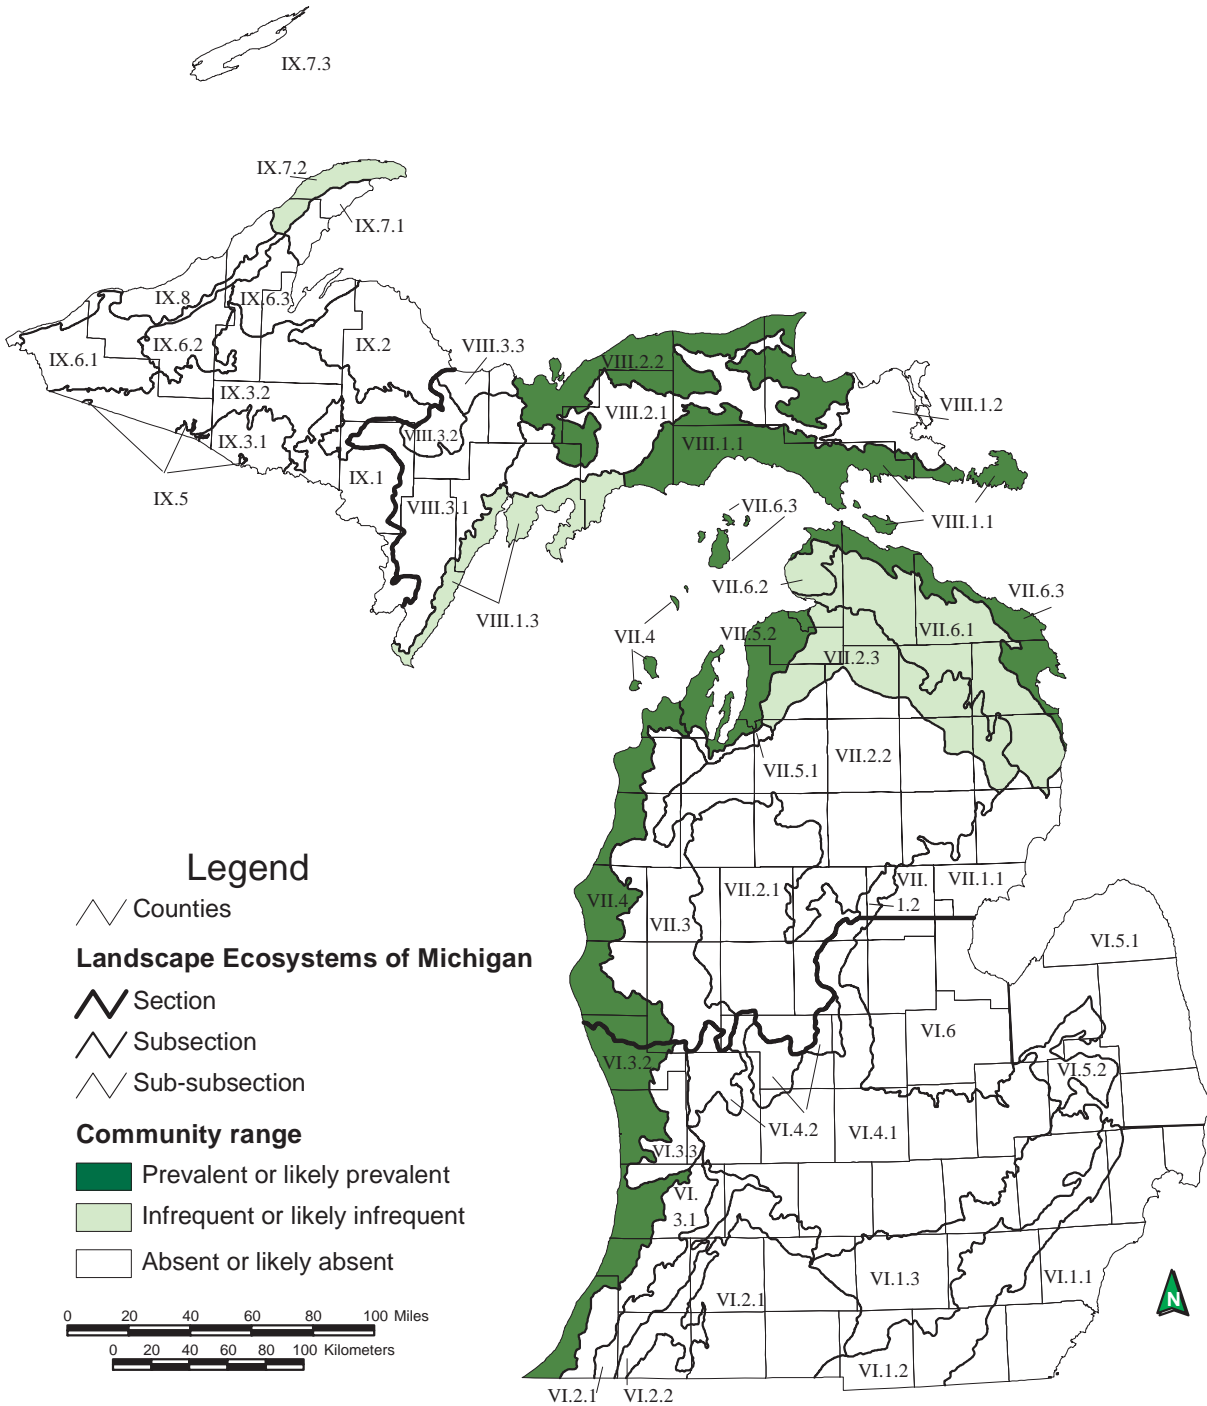 IX.7.3
IX.7.2
IX.7.1
IX.8
IX.6.3
IX.6.1
IX.6.2
IX.2
VIII.3.3
VIII.2.2
IX.3.2
VIII.2.1
VIII.1.2
IX.3.1
VIII.3.2
VIII.1.1
IX.1
IX.5
VIII.3.1
VII.6.3
VIII.1.1
VII.6.2
VII.6.3
VIII.1.3
VII.4
VII.5.2
VII.6.1
VII.2.3
VII.2.2
VII.5.1
Legend
Counties
Landscape Ecosystems of Michigan
Section
Subsection
Sub-subsection
Community range
Prevalent or likely prevalent
Infrequent or likely infrequent
Absent or likely absent
0 20 40 60 80 100 Miles
0 20 40 60 80 100 Kilometers
VII.4
VII.3
VII.2.1
VII.
1.2
VII.1.1
VI.5.1
VI.6
VI.3.2
VI.5.2
VI.4.2
VI.4.1
VI.3.3
VI.
3.1
VI.1.3
VI.1.1
VI.2.1
VI.1.2
VI.2.1
VI.2.2
N